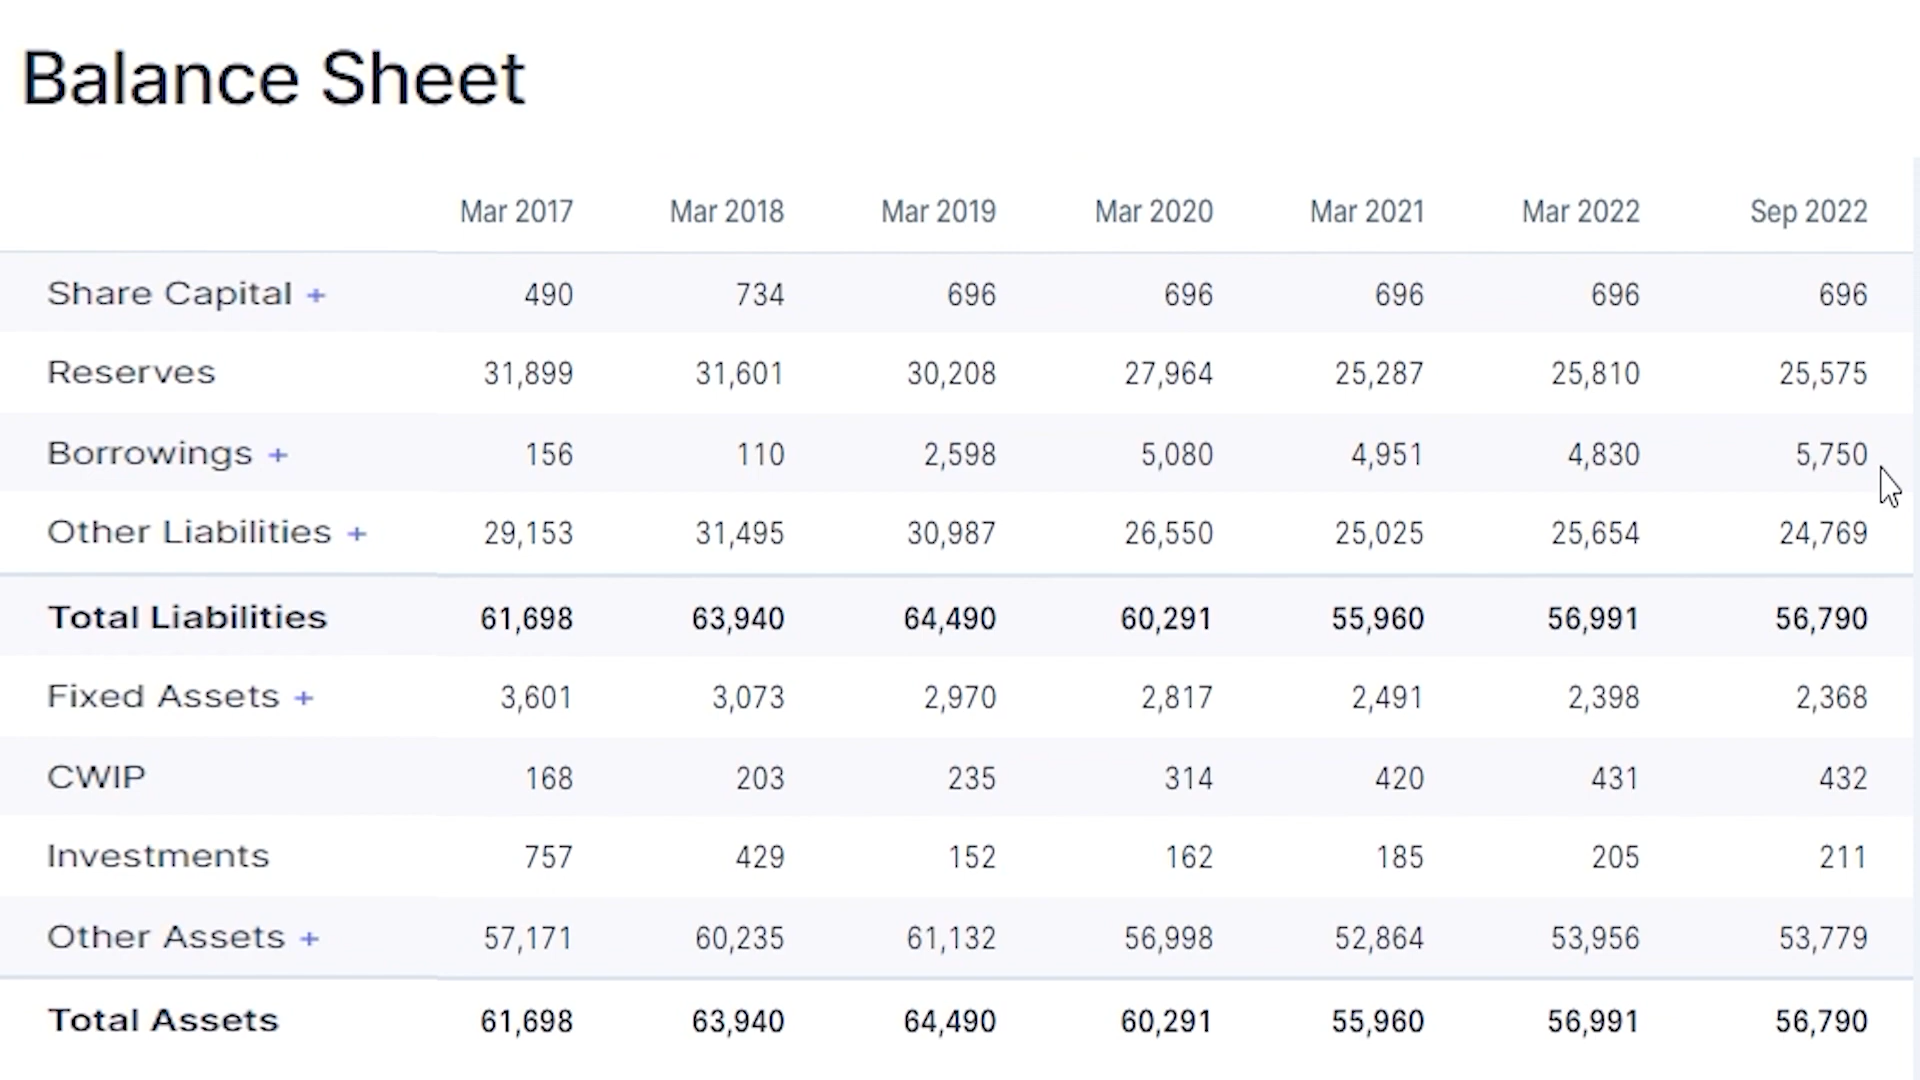 Balance Sheet
Mar 2017 Mar 2018 Mar 2019 Mar 2020 Mar 2021 Mar 2022 Sep 2022
Share Capital + 490 734 696 696 696 696 696
Reserves 31,899 31,601 30,208 27,964 25,287 25,810 25,575
Borrowings + 156 110 2,598 5,080 4,951 4,830 5,750
Other Liabilities + 29,153 31,495 30,987 26,550 25,025 25,654 24,769
Total Liabilities 61,698 63,940 64,490 60,291 55,960 56,991 56,790
Fixed Assets + 3,601 3,073 2,970 2,817 2,491 2,398 2,368
CWIP 168 203 235 314 420 431 432
Investments 757 429 152 162 185 205 211
Other Assets + 57,171 60,235 61,132 56,998 52,864 53,956 53,779
Total Assets 61,698 63,940 64,490 60,291 55,960 56,991 56,790